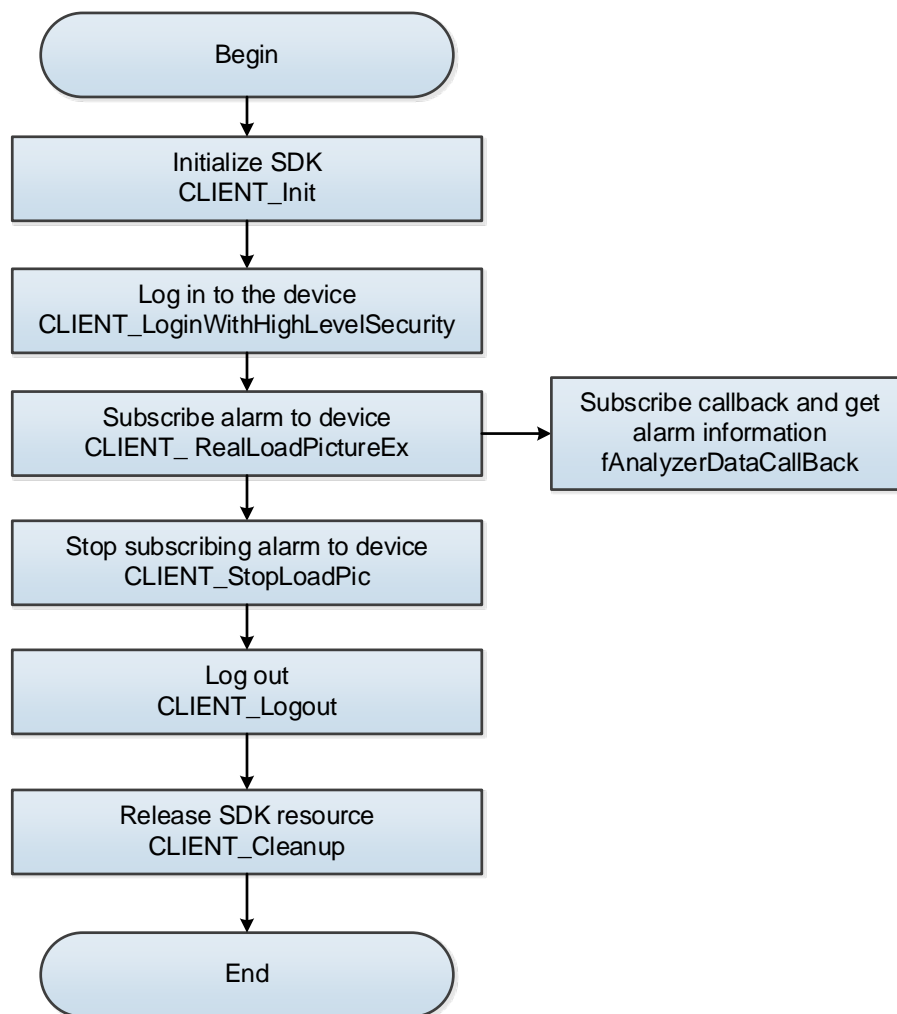 Begin
Initialize SDK
CLIENT_Init
Log in to the device
CLIENT_LoginWithHighLevelSecurity
Subscribe alarm to device
CLIENT_ RealLoadPictureEx
Subscribe callback and get
alarm information
fAnalyzerDataCallBack
Stop subscribing alarm to device
CLIENT_StopLoadPic
Log out
CLIENT_Logout
Release SDK resource
CLIENT_Cleanup
End